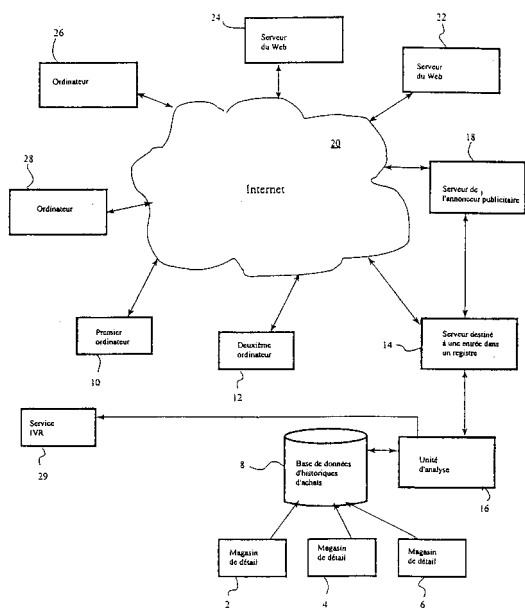 24
Serveur
du Web
22
Serveur
du Web
26
Ordinateur
20
Internet
18
Serveur de
l'annonceur publicitaire
28
Ordinateur
Premier
ordinateur
10
Deuxième
ordinateur
12
Serveur destiné
à une entrée dans
un registre
14
Service
IVR
29
8
Base de données
d'historiques
d'achats
Unité
d'analyse
16
Magasin
de détail
2
Magasin
de détail
4
Magasin
de détail
6